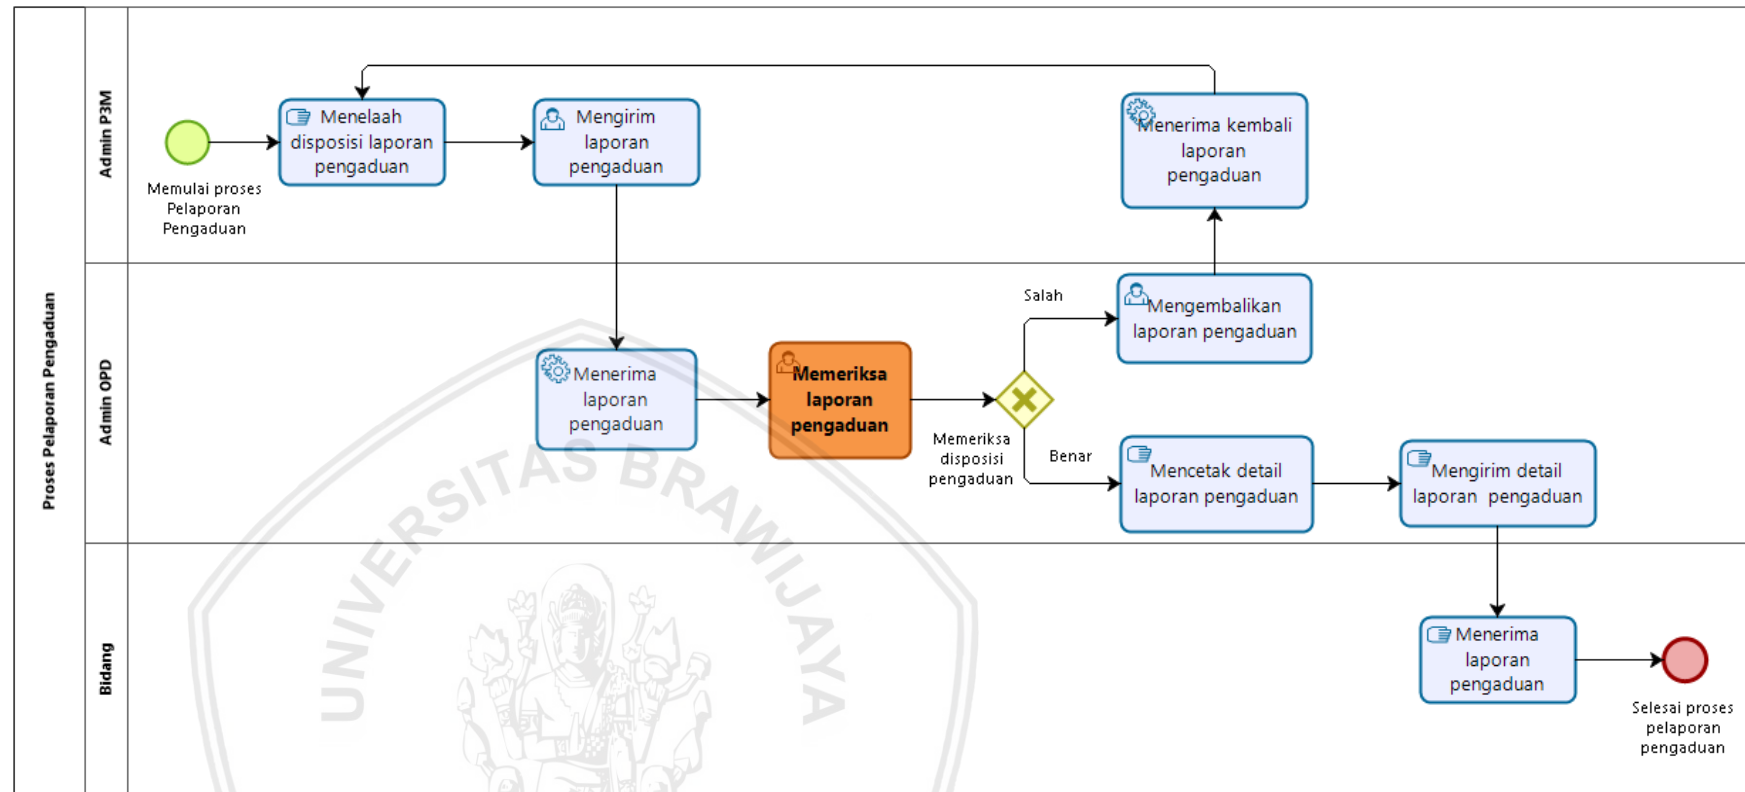 Proses Pelaporan Pengaduan
Admin P3M
Memulai proses
Pelaporan
Pengaduan
Menelaah
disposisi laporan
pengaduan
Mengirim
laporan
pengaduan
Menerima kembali
laporan
pengaduan
Admin OPD
Menerima
laporan
pengaduan
Memeriksa
laporan
pengaduan
Memeriksa
disposisi
pengaduan
Salah
Mengembalikan
laporan pengaduan
Benar
Mencetak detail
laporan pengaduan
Mengirim detail
laporan pengaduan
Bidang
Menerima
laporan
pengaduan
Selesai proses
pelaporan
pengaduan
UNIVERSITAS BRAWIJAYA